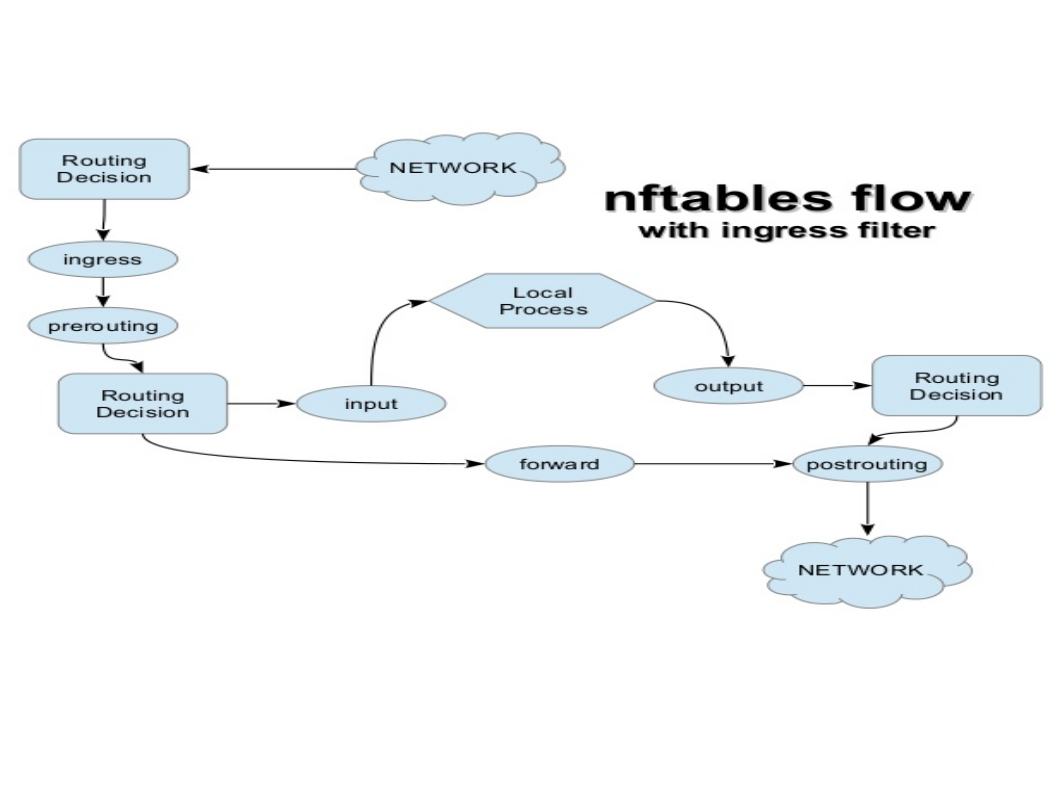 Routing
Decision
NETWORK
nftables flow
with ingress filter
ingress
prerouting
Local
Process
Routing
Decision
input
output
Routing
Decision
forward
postrouting
NETWORK